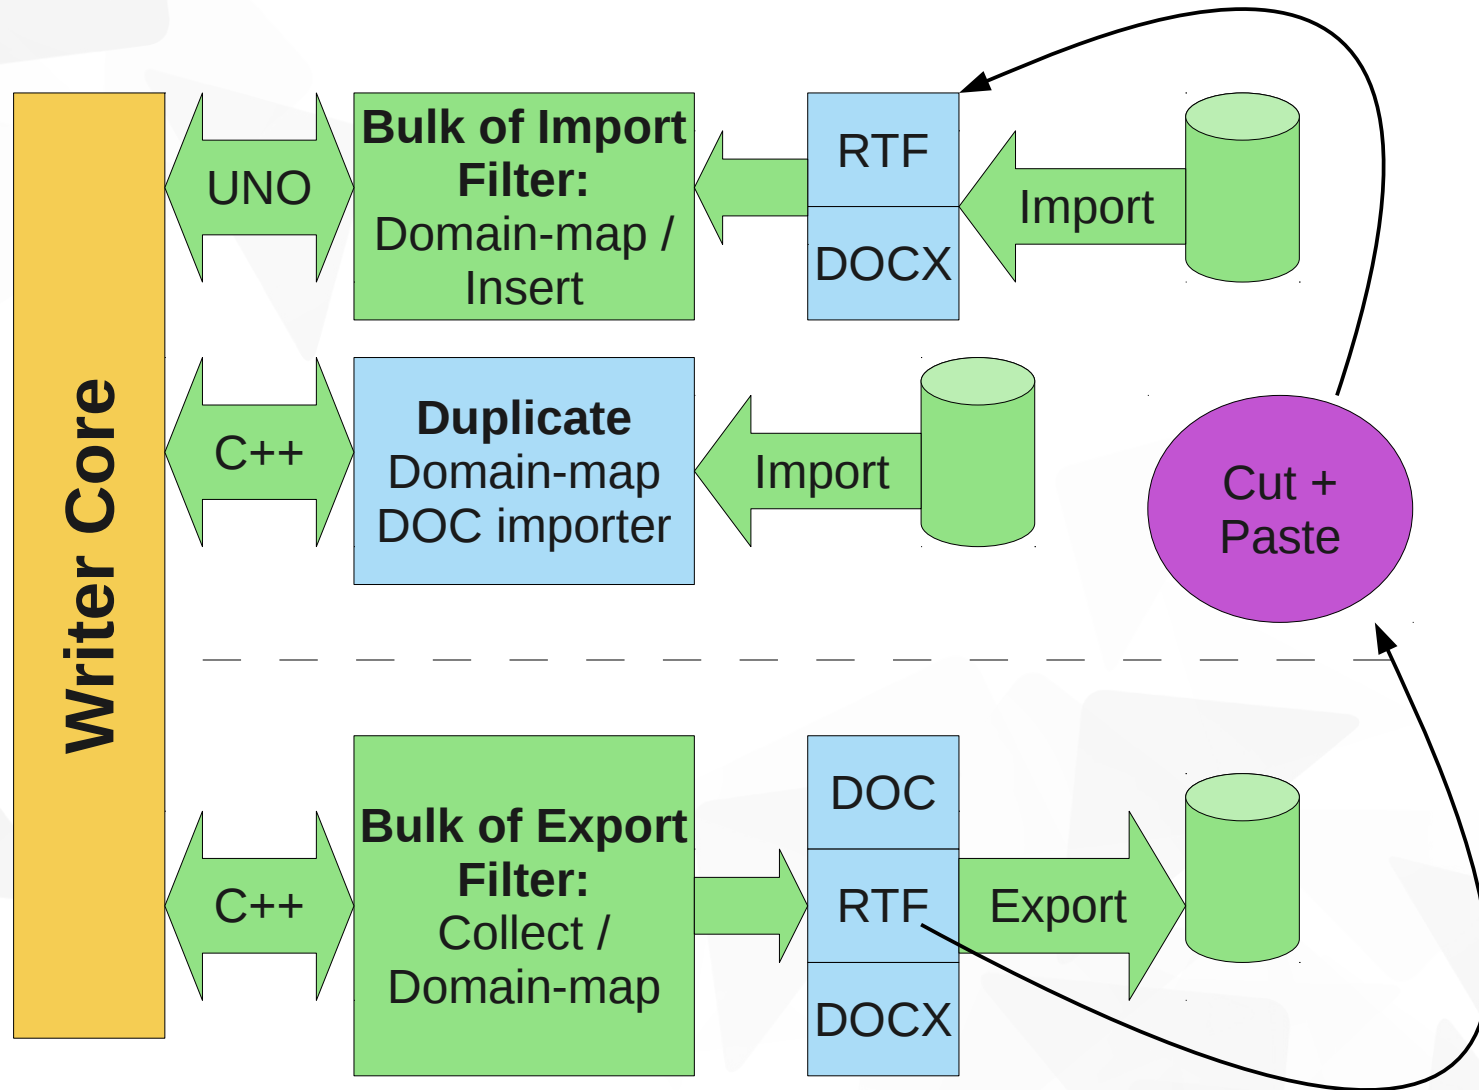 Writer Core
UNO
Bulk of Import
Filter:
Domain-map /
Insert
RTF
DOCX
Import
C++
Duplicate
Domain-map
DOC importer
Import
Cut +
Paste
C++
Bulk of Export
Filter:
Collect /
Domain-map
DOC
RTF
DOCX
Export